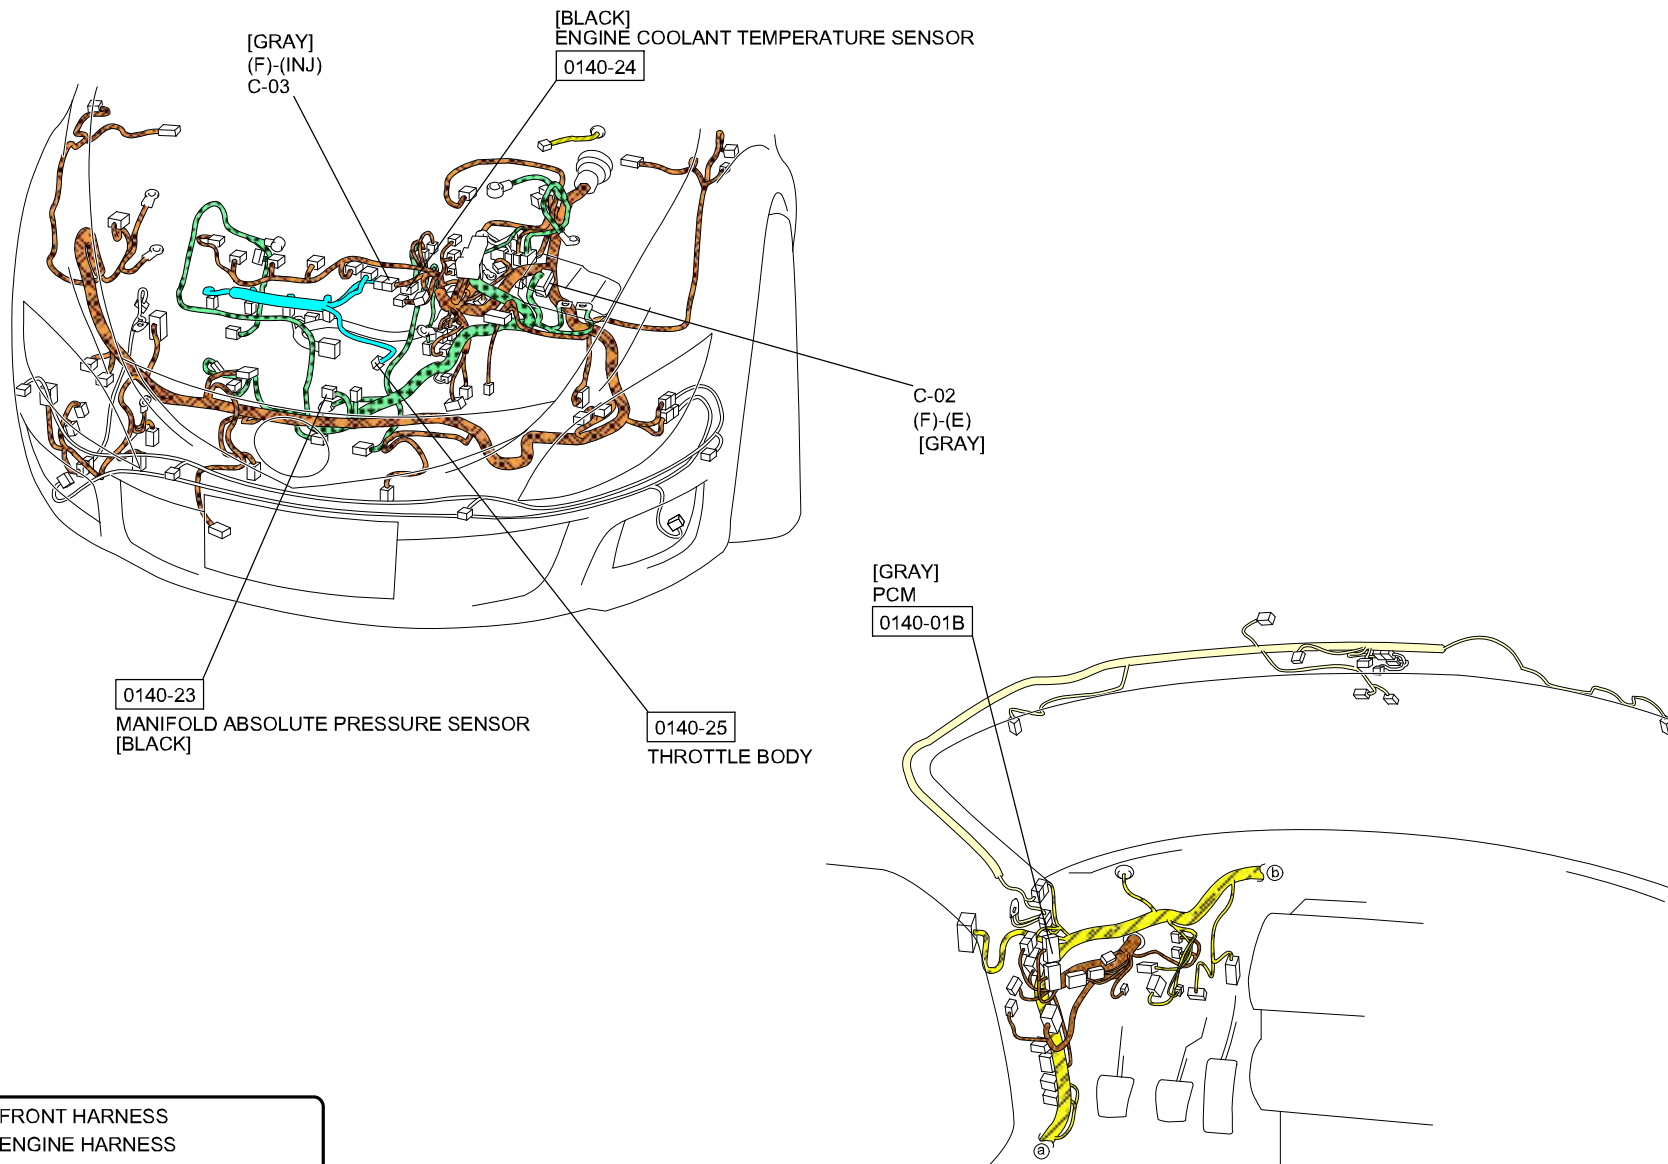 [BLACK]
ENGINE COOLANT TEMPERATURE SENSOR
0140-24
[GRAY]
(F)-(INJ)
C-03
C-02
(F)-(E)
[GRAY]
[GRAY]
PCM
0140-01B
0140-23
MANIFOLD ABSOLUTE PRESSURE SENSOR
[BLACK]
0140-25
THROTTLE BODY
b
a
FRONT HARNESS
ENGINE HARNESS